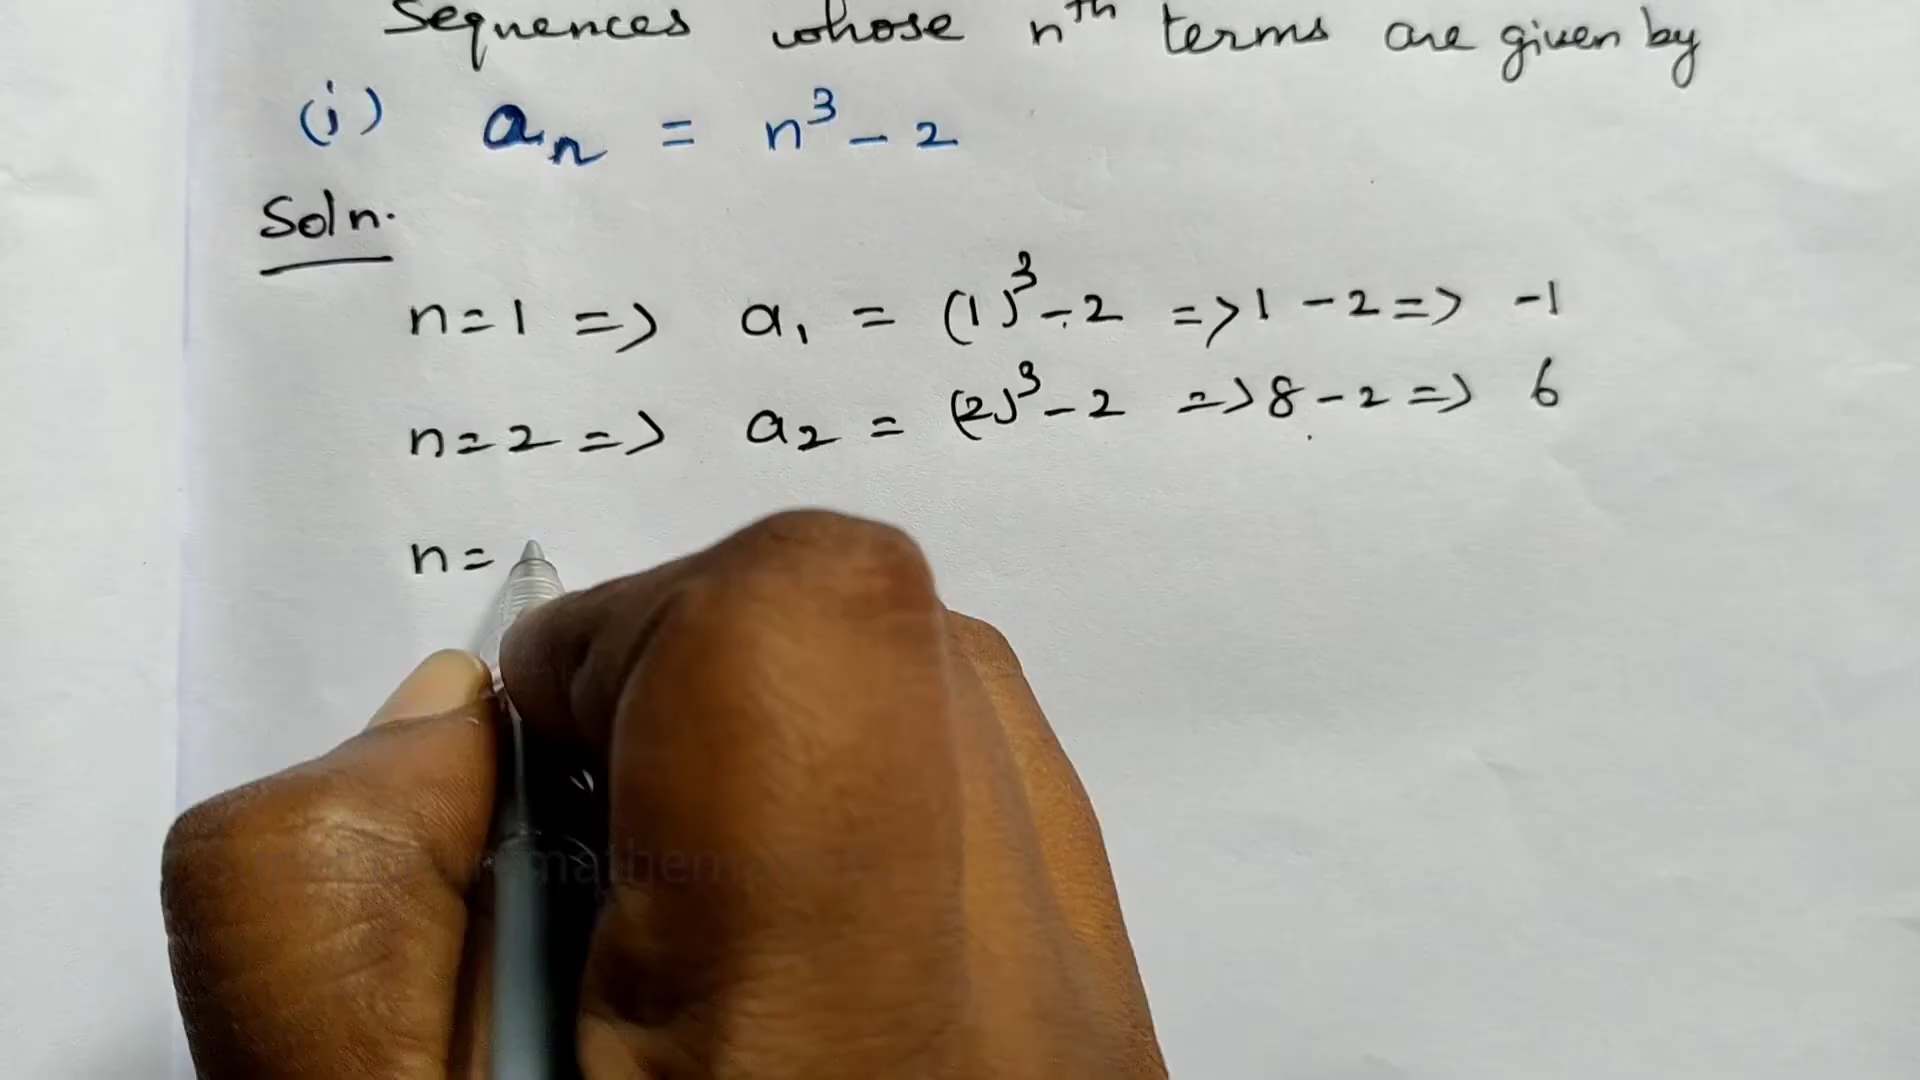 Sequences whose nth terms are given by
(i) an = n³ - 2
Soln.
n=1 => a₁ = (1)³-2 =>1-2=> -1
n=2 => a₂ = (2)³-2 =>8-2=> 6
n=